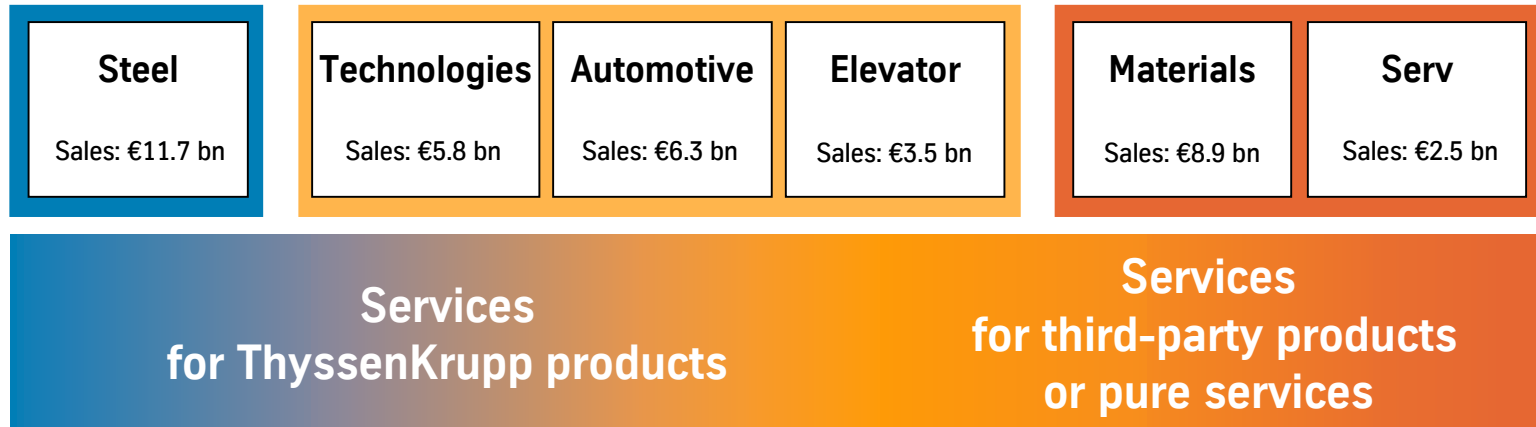 Steel
Sales: €11.7 bn
Technologies
Sales: €5.8 bn
Automotive
Sales: €6.3 bn
Elevator
Sales: €3.5 bn
Materials
Sales: €8.9 bn
Serv
Sales: €2.5 bn
Services
for ThyssenKrupp products
Services
for third-party products
or pure services